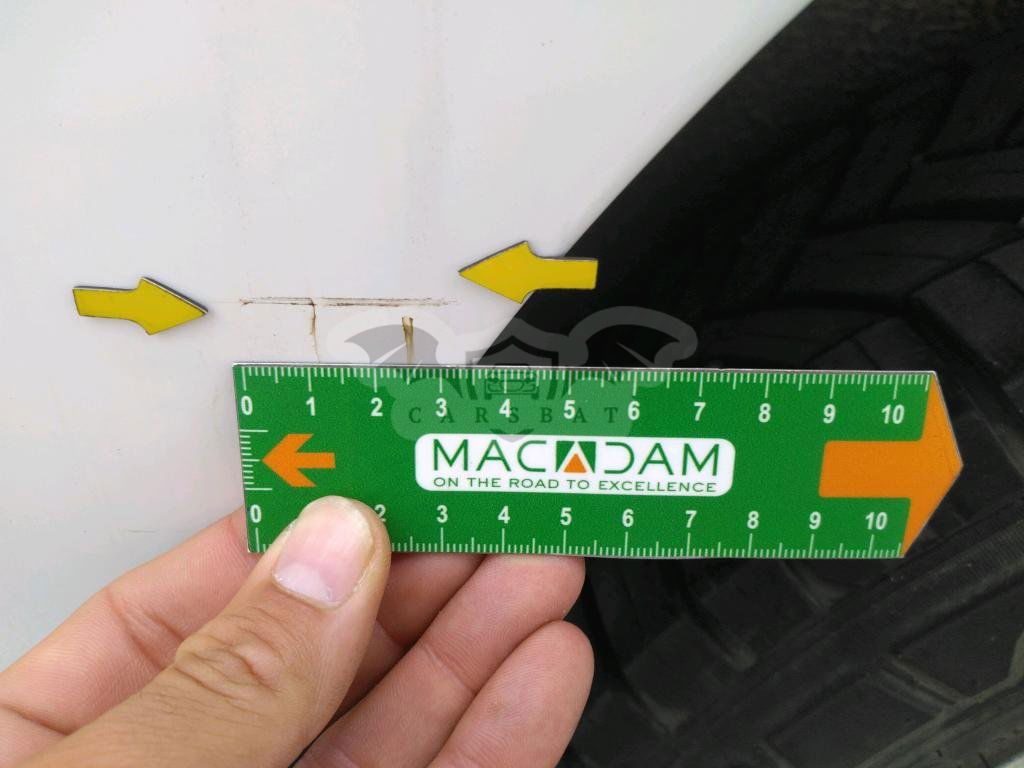 CARSBAT
0 1 2 3 4 5 6 7 8 9 10
MACADAM
ON THE ROAD TO EXCELLENCE
0 2 3 4 5 6 7 8 9 10